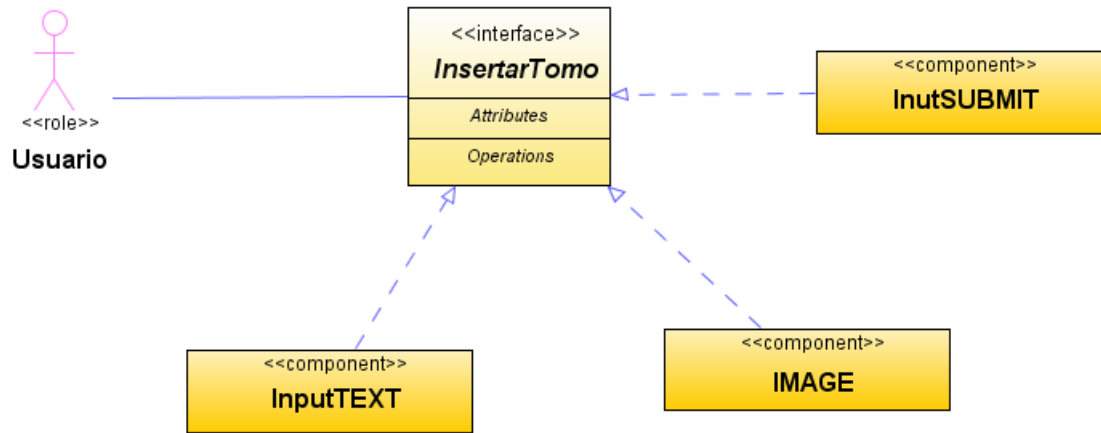 <<role>>
Usuario
<<interface>>
InsertarTomo
Attributes
Operations
<<component>>
InutSUBMIT
<<component>>
InputTEXT
<<component>>
IMAGE